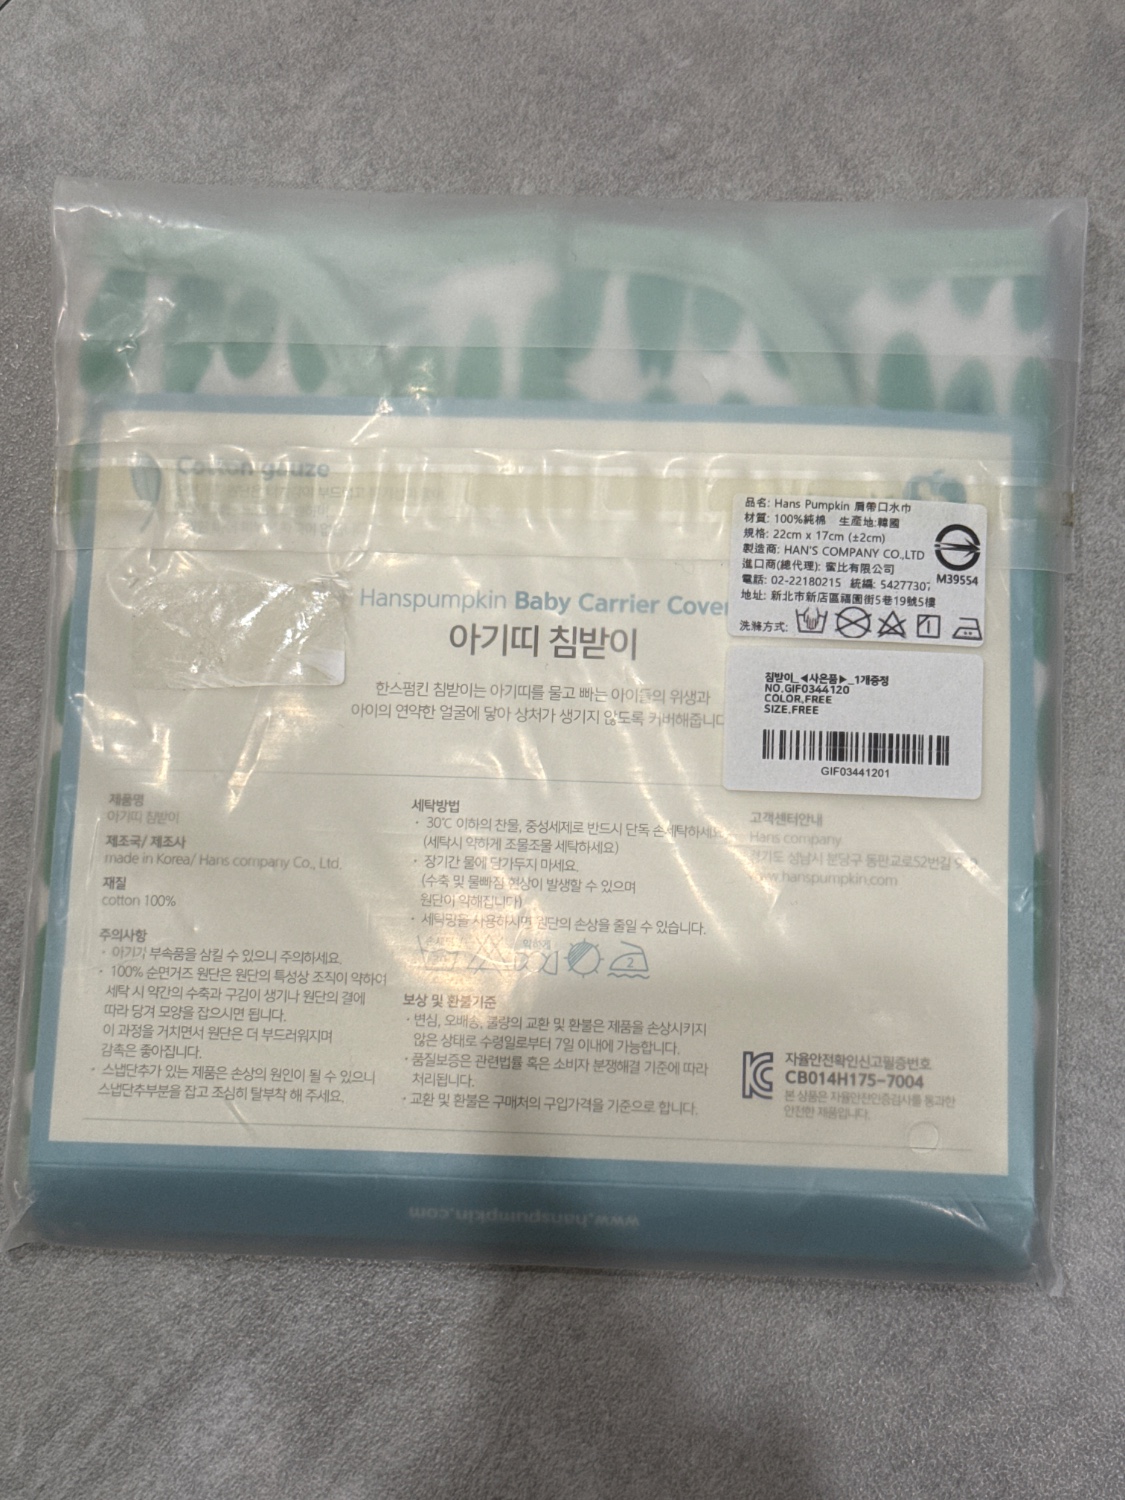 Cotton gauze
品名: Hans Pumpkin 肩帶口水巾
材質: 100%純棉 生產地:韓國
規格: 22cm x 17cm (±2cm)
製造商: HAN'S COMPANY CO.,LTD
進口商(總代理): 蜜比有限公司
電話: 02-22180215 統編: 54277307
地址: 新北市新店區福園街5巷19號5樓
洗滌方式:
M39554
Hanspumpkin Baby Carrier Cover
아기띠 침받이
한스펌킨 침받이는 아기띠를 물고 빠는 아이들의 위생과
아이의 연약한 얼굴에 닿아 상처가 생기지 않도록 커버해줍니다
침받이_◀사은품▶_1개증정
NO.GIF0344120
COLOR.FREE
SIZE.FREE
GIF03441201
제품명
아기띠 침받이
제조국/ 제조사
made in Korea/ Hans company Co., Ltd.
재질
cotton 100%
주의사항
· 아기가 부속품을 삼킬 수 있으니 주의하세요.
· 100% 순면거즈 원단은 원단의 특성상 조직이 약하여
세탁 시 약간의 수축과 구김이 생기나 원단의 결에
따라 당겨 모양을 잡으시면 됩니다.
이 과정을 거치면서 원단은 더 부드러워지며
감촉은 좋아집니다.
· 스냅단추가 있는 제품은 손상의 원인이 될 수 있으니
스냅단추부분을 잡고 조심히 탈부착 해 주세요.
세탁방법
· 30℃ 이하의 찬물, 중성세제로 반드시 단독 손세탁하세요.
(세탁시 약하게 조물조물 세탁하세요)
· 장기간 물에 담가두지 마세요.
(수축 및 물빠짐 현상이 발생할 수 있으며
원단이 약해집니다)
· 세탁망을 사용하시면 원단의 손상을 줄일 수 있습니다.
약하게
2
보상 및 환불기준
· 변심, 오배송, 불량의 교환 및 환불은 제품을 손상시키지
않은 상태로 수령일로부터 7일 이내에 가능합니다.
· 품질보증은 관련법률 혹은 소비자 분쟁해결 기준에 따라
처리됩니다.
· 교환 및 환불은 구매처의 구입가격을 기준으로 합니다.
고객센터안내
Hans company
경기도 성남시 분당구 동판교로52번길
www.hanspumpkin.com
자율안전확인신고필증번호
CB014H175-7004
본 상품은 자율안전인증검사를 통과한
안전한 제품입니다.
www.hanspumpkin.com